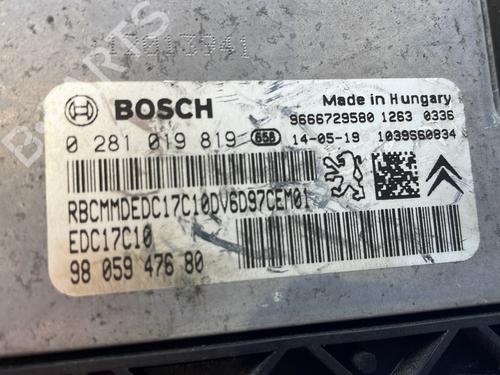 BOSCH
Made in Hungary
9666729580 1263 0336
0 281 019 819 658 14-05-19 1039S60834
RBCMMDEDC17C10DV6D97CEM01
EDC17C10
98 059 476 80